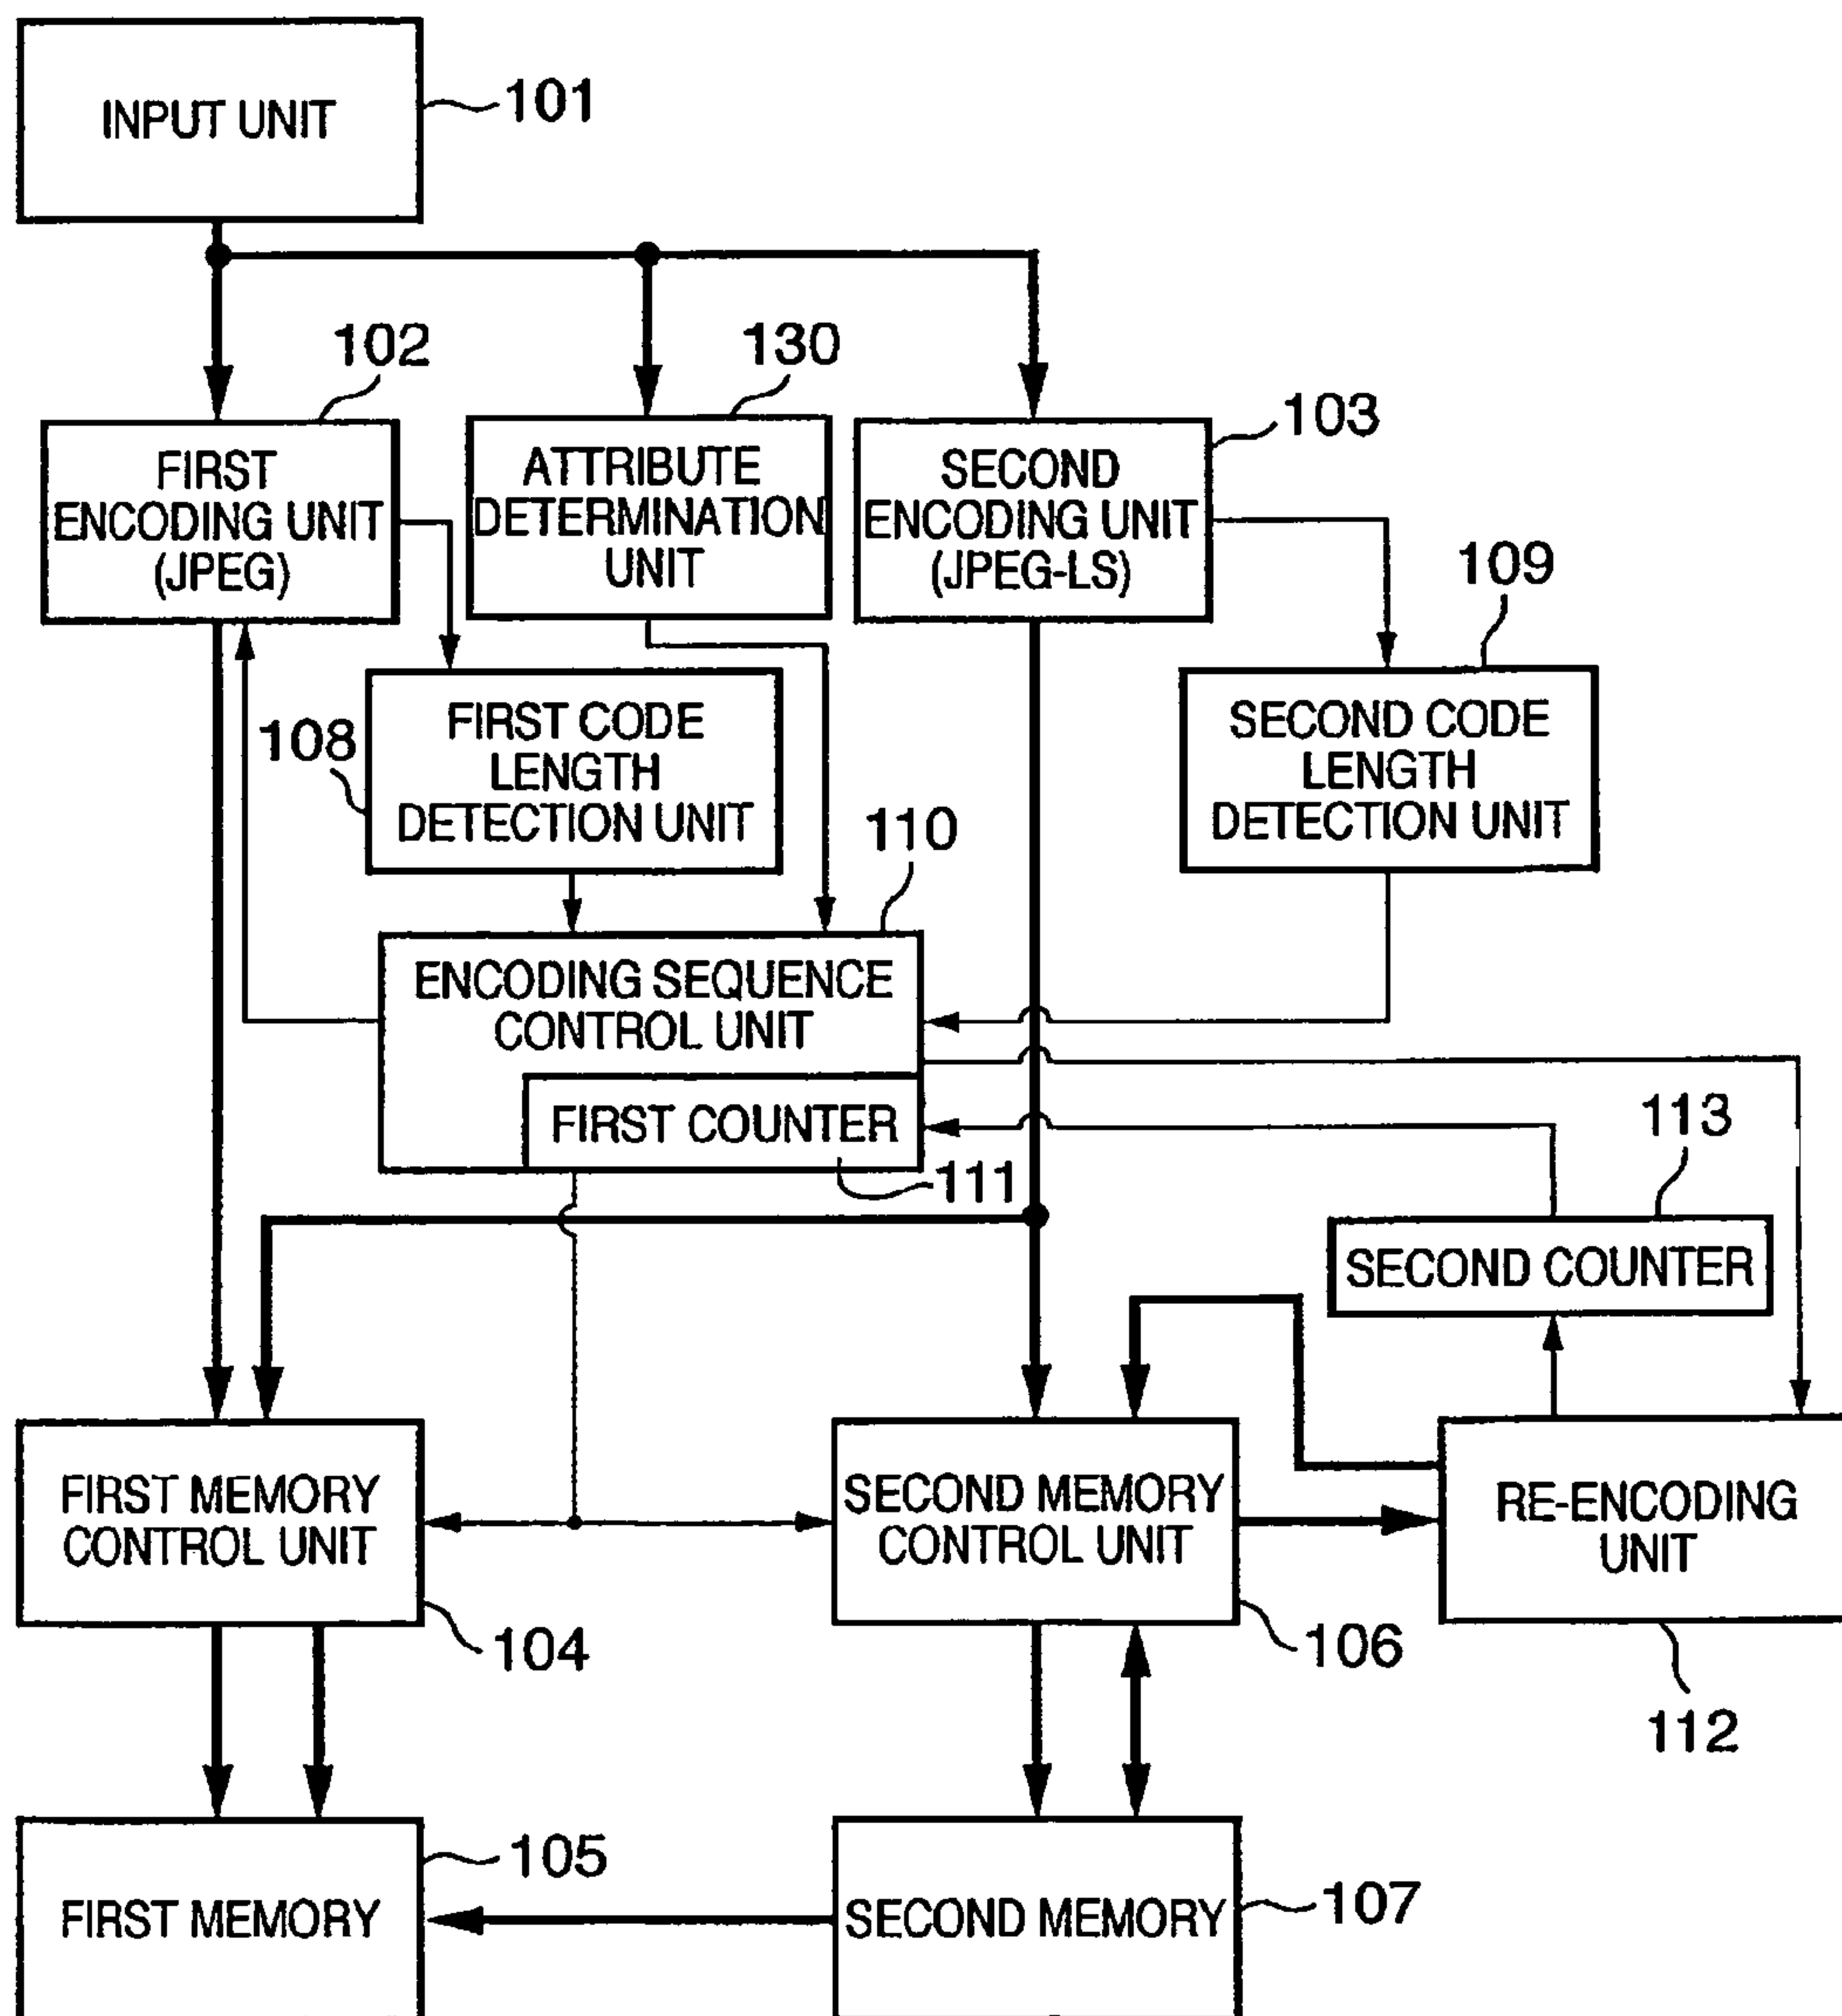 INPUT UNIT
101
102
130
103
FIRST
ENCODING UNIT
(JPEG)
ATTRIBUTE
DETERMINATION
UNIT
SECOND
ENCODING UNIT
(JPEG-LS)
109
108
FIRST CODE
LENGTH
DETECTION UNIT
SECOND CODE
LENGTH
DETECTION UNIT
110
ENCODING SEQUENCE
CONTROL UNIT
FIRST COUNTER
111
113
SECOND COUNTER
FIRST MEMORY
CONTROL UNIT
SECOND MEMORY
CONTROL UNIT
RE-ENCODING
UNIT
104
106
112
105
FIRST MEMORY
SECOND MEMORY
107